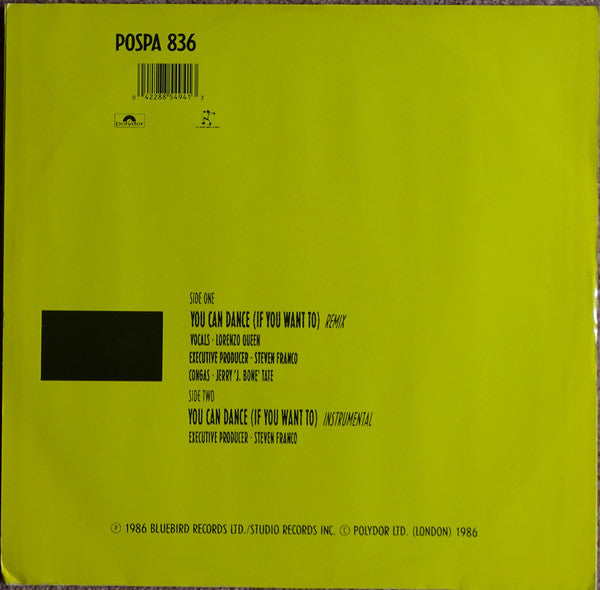 POSPA 836
0 42288 54941 3
polydor
SIDE ONE
YOU CAN DANCE (IF YOU WANT TO) REMIX
VOCALS · LORENZO QUEEN
EXECUTIVE PRODUCER · STEVEN FRANCO
CONGAS · JERRY 'J. BONE' TATE
SIDE TWO
YOU CAN DANCE (IF YOU WANT TO) INSTRUMENTAL
EXECUTIVE PRODUCER · STEVEN FRANCO
℗ 1986 BLUEBIRD RECORDS LTD./STUDIO RECORDS INC. © POLYDOR LTD. (LONDON) 1986